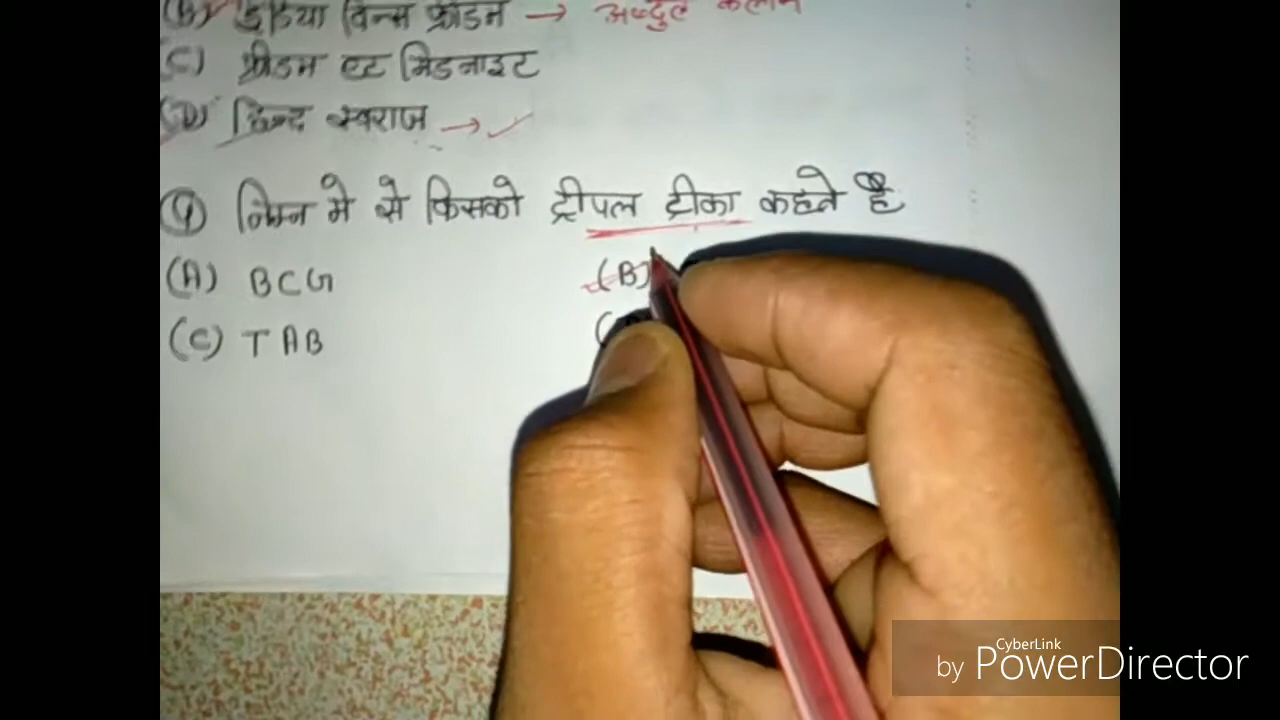 (B) इंडिया विन्स फ्रीडम → अब्दुल कलाम
(C) फ्रीडम एट मिडनाइट
(D) हिन्द स्वराज → ✓
(9) निम्न मे से किसको ट्रीपल टीका कहते है
(A) BCG (B)
(C) TAB
CyberLink
by PowerDirector